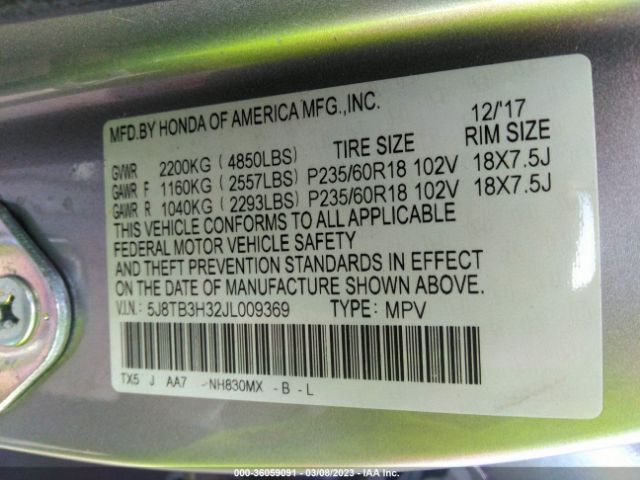 MFD.BY HONDA OF AMERICA MFG.,INC. 12/'17
TIRE SIZE RIM SIZE
GVWR 2200KG (4850LBS)
GAWR F 1160KG (2557LBS) P235/60R18 102V 18X7.5J
GAWR R 1040KG (2293LBS) P235/60R18 102V 18X7.5J
THIS VEHICLE CONFORMS TO ALL APPLICABLE
FEDERAL MOTOR VEHICLE SAFETY
AND THEFT PREVENTION STANDARDS IN EFFECT
ON THE DATE OF MANUFACTURE SHOWN ABOVE.
V.I.N.: 5J8TB3H32JL009369 TYPE: MPV
TX5 J AA7 -NH830MX -B-L
000-36059091 - 03/08/2023 - IAA Inc.